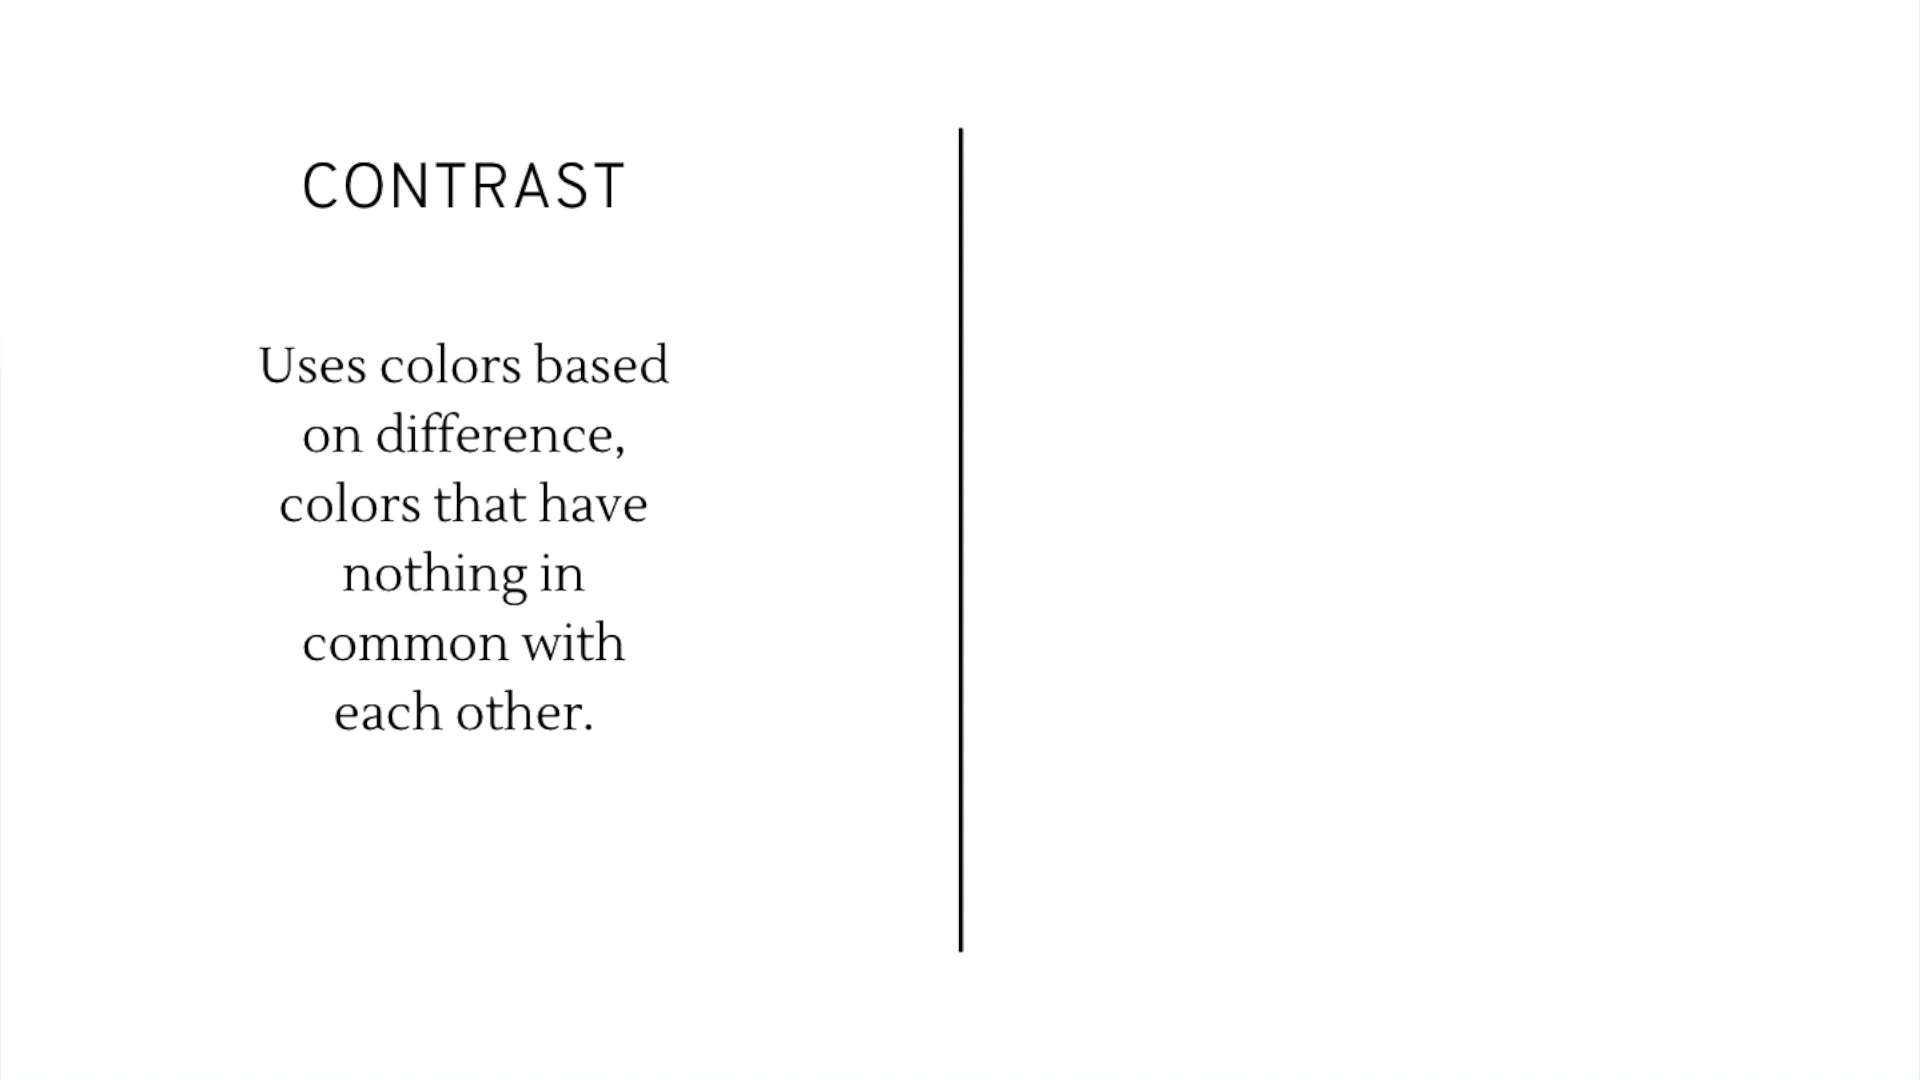 CONTRAST
Uses colors based
on difference,
colors that have
nothing in
common with
each other.